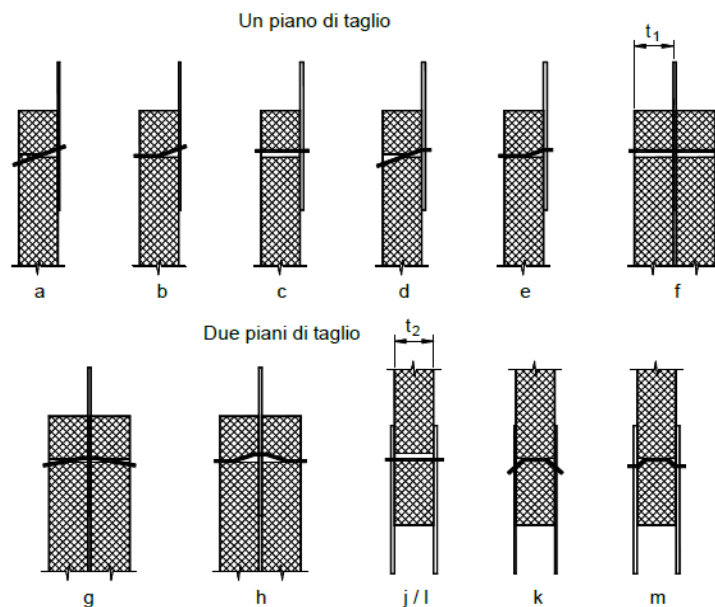 Un piano di taglio
t1
a b c d e f
Due piani di taglio
t2
g h j / l k m